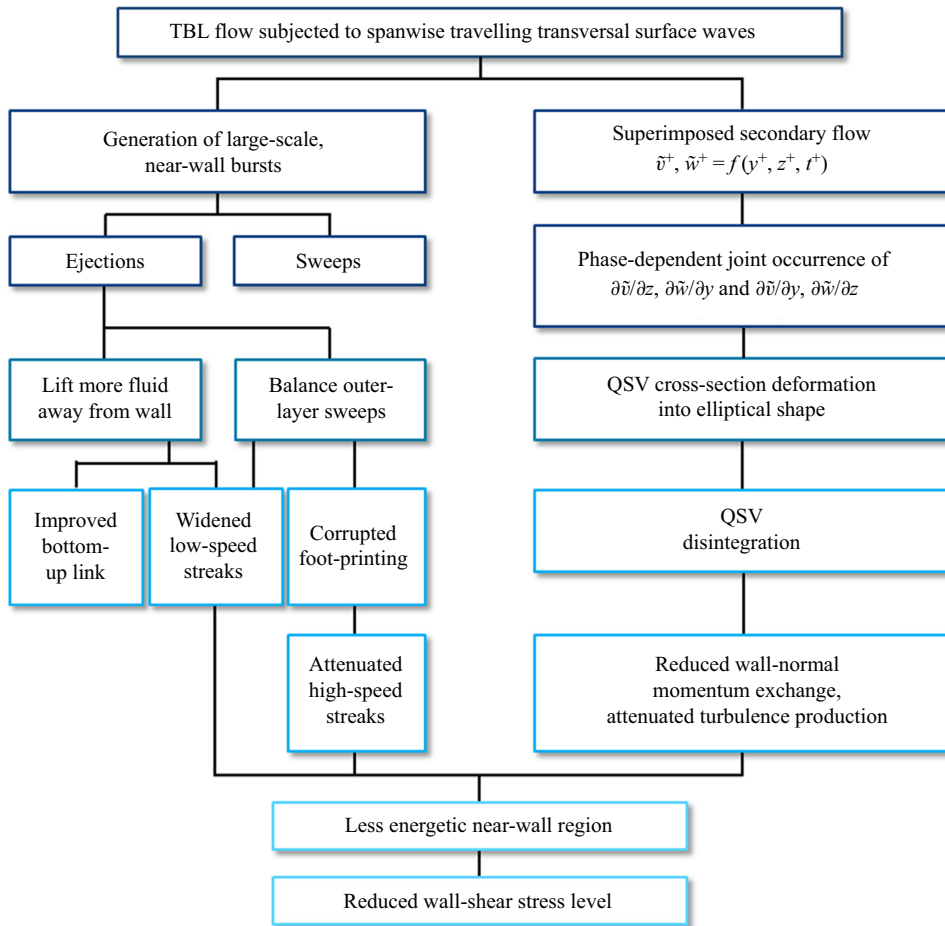 TBL flow subjected to spanwise travelling transversal surface waves
Generation of large-scale,
near-wall bursts
Superimposed secondary flow
ṽ⁺, w̃⁺ = f (y⁺, z⁺, t⁺)
Ejections
Sweeps
Phase-dependent joint occurrence of
∂ṽ/∂z, ∂w̃/∂y and ∂ṽ/∂y, ∂w̃/∂z
Lift more fluid
away from wall
Balance outer-
layer sweeps
QSV cross-section deformation
into elliptical shape
Improved
bottom-
up link
Widened
low-speed
streaks
Corrupted
foot-printing
QSV
disintegration
Attenuated
high-speed
streaks
Reduced wall-normal
momentum exchange,
attenuated turbulence production
Less energetic near-wall region
Reduced wall-shear stress level